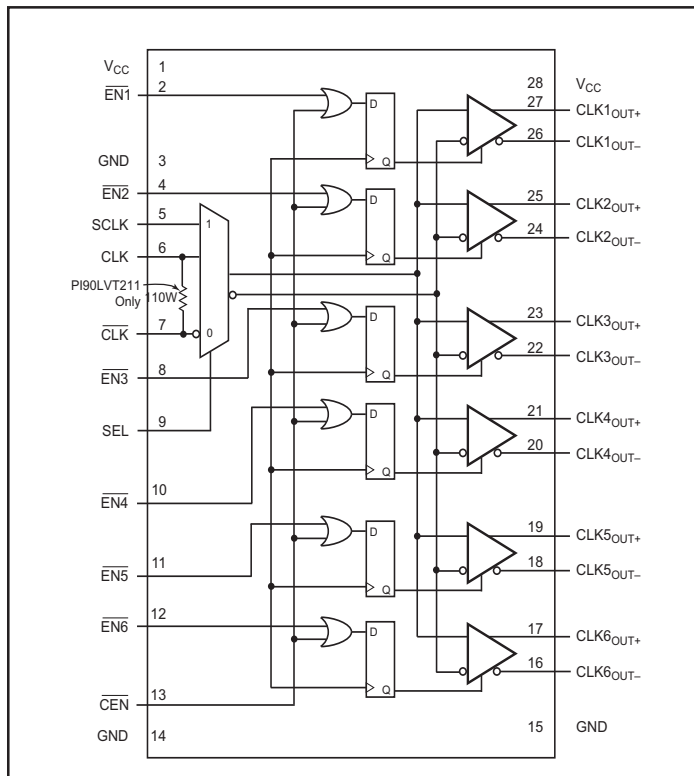 VCC 1
EN1 2
GND 3
EN2 4
SCLK 5
CLK 6
PI90LVT211
Only 110W
CLK 7
EN3 8
SEL 9
EN4 10
EN5 11
EN6 12
CEN 13
GND 14
1
0
D
Q
D
Q
D
Q
D
Q
D
Q
D
Q
28 VCC
27 CLK1OUT+
26 CLK1OUT–
25 CLK2OUT+
24 CLK2OUT–
23 CLK3OUT+
22 CLK3OUT–
21 CLK4OUT+
20 CLK4OUT–
19 CLK5OUT+
18 CLK5OUT–
17 CLK6OUT+
16 CLK6OUT–
15 GND